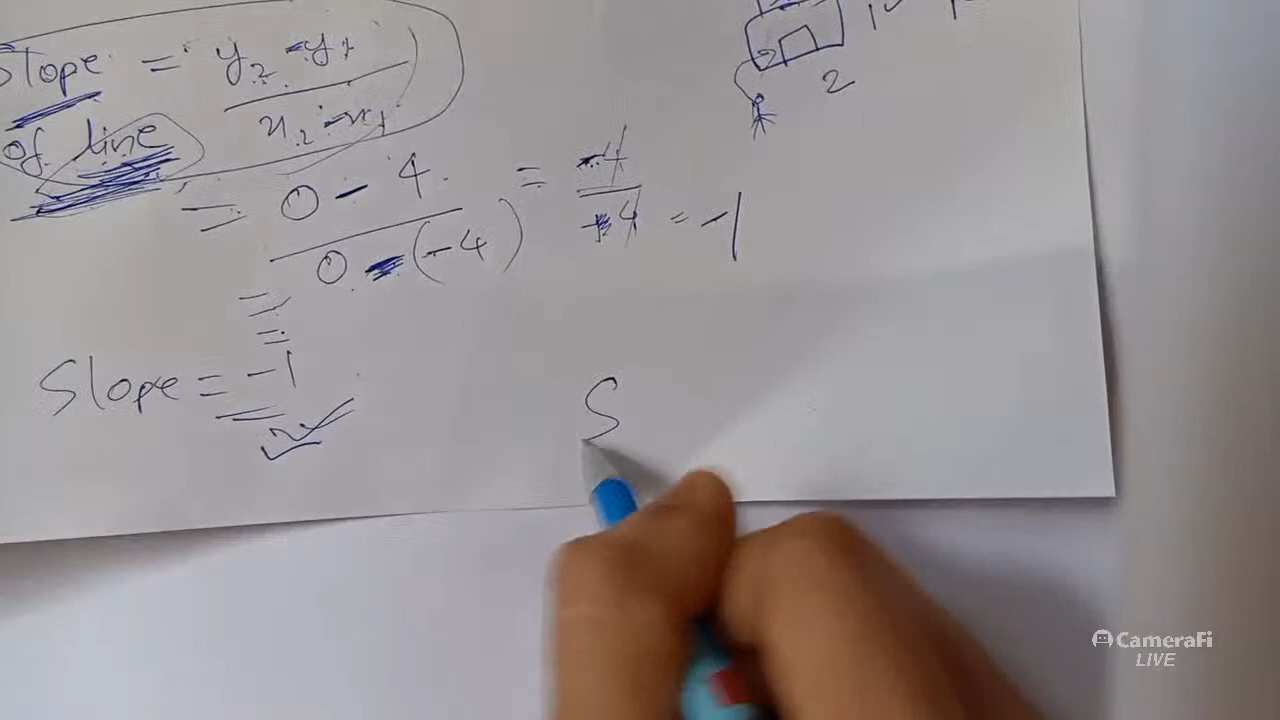 Slope = y₂ - y₁
x₂ - x₁
of line
= 0 - 4 = -4
0 - (-4) +4 = -1
=
=
Slope = -1
S
2
CameraFi
LIVE